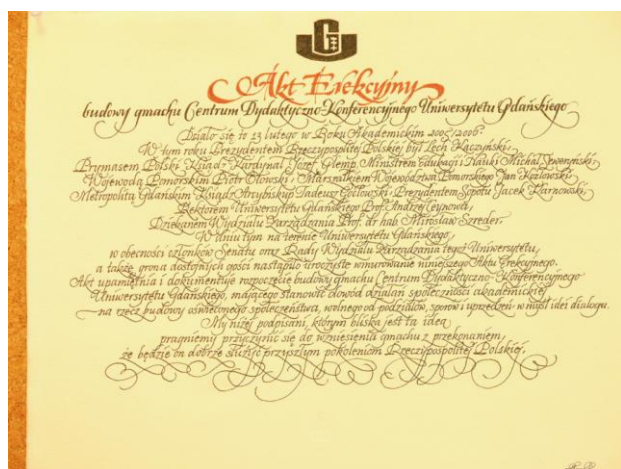 Akt Erekcyjny
budowy gmachu Centrum Dydaktyczno-Konferencyjnego Uniwersytetu Gdańskiego
Działo się to 13 lutego w Roku Akademickim 2005/2006.
W tym roku Prezydentem Rzeczypospolitej Polskiej był Lech Kaczyński,
Prymasem Polski Ksiądz Kardynał Józef Glemp, Ministrem Edukacji i Nauki Michał Seweryński,
Wojewodą Pomorskim Piotr Ołowski, Marszałkiem Województwa Pomorskiego Jan Kozłowski,
Metropolitą Gdańskim Ksiądz Arcybiskup Tadeusz Gocłowski, Prezydentem Sopotu Jacek Karnowski,
Rektorem Uniwersytetu Gdańskiego Prof. Andrzej Ceynowa,
Dziekanem Wydziału Zarządzania Prof. dr hab. Mirosław Szreder.
W dniu tym na terenie Uniwersytetu Gdańskiego,
w obecności członków Senatu oraz Rady Wydziału Zarządzania tegoż Uniwersytetu,
a także grona dostojnych gości nastąpiło uroczyste wmurowanie niniejszego Aktu Erekcyjnego.
Akt upamiętnia i dokumentuje rozpoczęcie budowy gmachu Centrum Dydaktyczno-Konferencyjnego
Uniwersytetu Gdańskiego, mającego stanowić dowód działań społeczności akademickiej
na rzecz budowy oświeconego społeczeństwa, wolnego od podziałów, sporów i uprzedzeń w myśl idei dialogu.
My niżej podpisani, którym bliska jest ta idea
pragniemy przyczynić się do wzniesienia gmachu z przekonaniem,
że będzie on dobrze służyć przyszłym pokoleniom Rzeczypospolitej Polskiej.